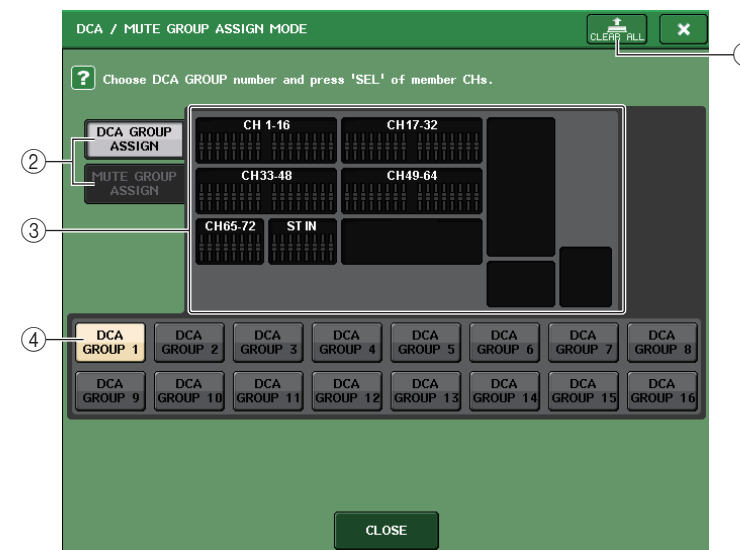 DCA / MUTE GROUP ASSIGN MODE
CLEAR ALL
×
? Choose DCA GROUP number and press 'SEL' of member CHs.
②
DCA GROUP
ASSIGN
MUTE GROUP
ASSIGN
CH 1-16
CH17-32
CH33-48
CH49-64
③
CH65-72
ST IN
④
DCA
GROUP 1
DCA
GROUP 2
DCA
GROUP 3
DCA
GROUP 4
DCA
GROUP 5
DCA
GROUP 6
DCA
GROUP 7
DCA
GROUP 8
DCA
GROUP 9
DCA
GROUP 10
DCA
GROUP 11
DCA
GROUP 12
DCA
GROUP 13
DCA
GROUP 14
DCA
GROUP 15
DCA
GROUP 16
CLOSE